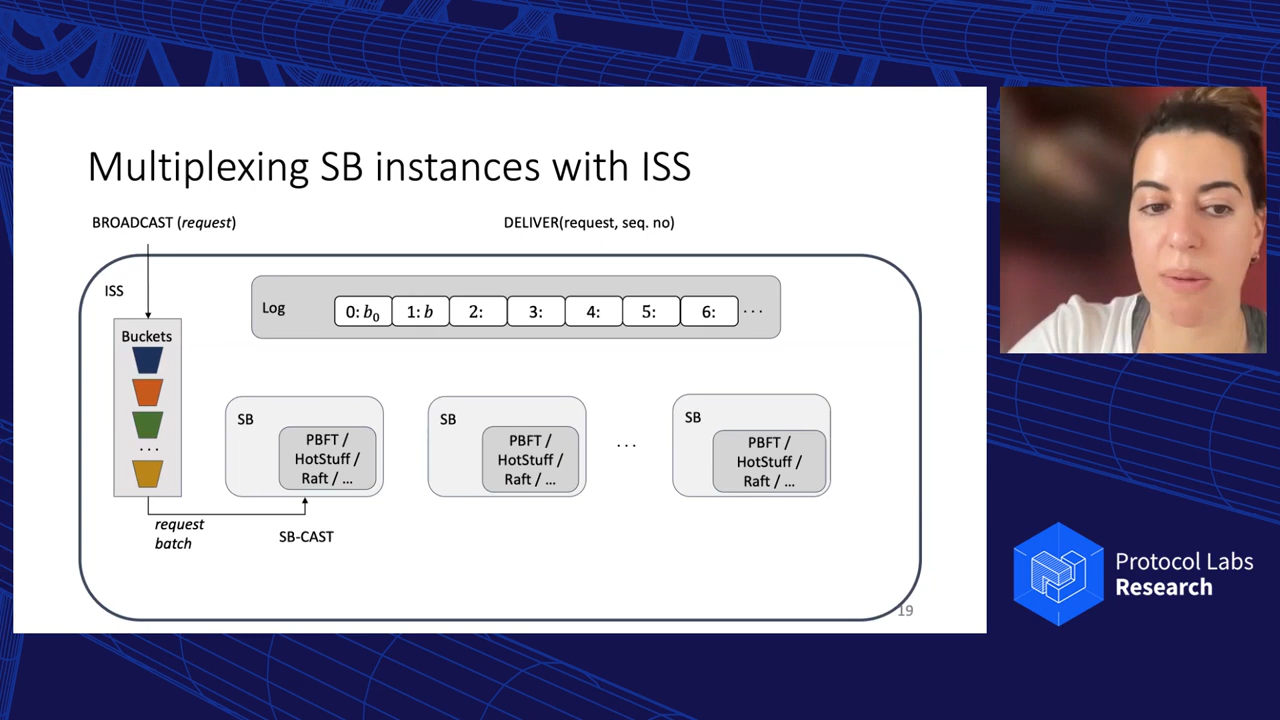 Multiplexing SB instances with ISS
BROADCAST (request)
DELIVER(request, seq. no)
ISS
Log
0: b₀
1: b
2:
3:
4:
5:
6:
...
Buckets
...
SB
PBFT /
HotStuff /
Raft / ...
SB
PBFT /
HotStuff /
Raft / ...
...
SB
PBFT /
HotStuff /
Raft / ...
request
batch
SB-CAST
19
Protocol Labs
Research